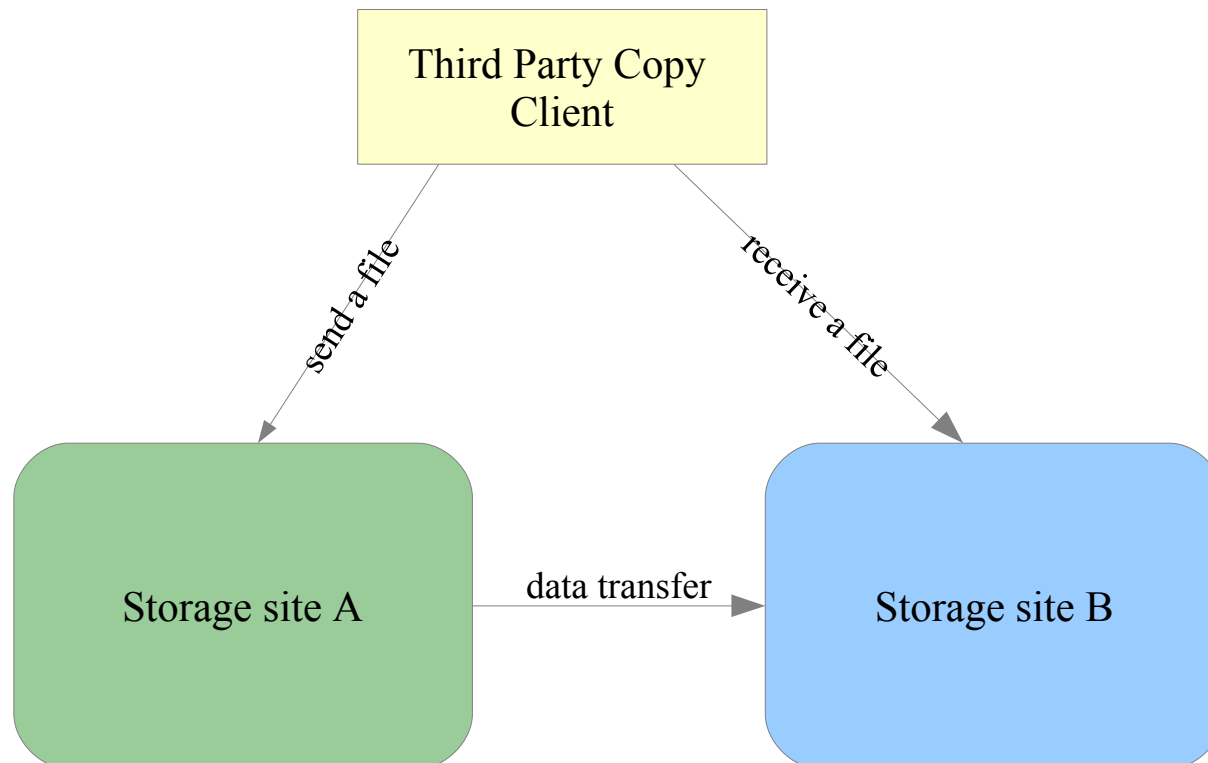 Third Party Copy
Client
send a file
receive a file
data transfer
Storage site A
Storage site B